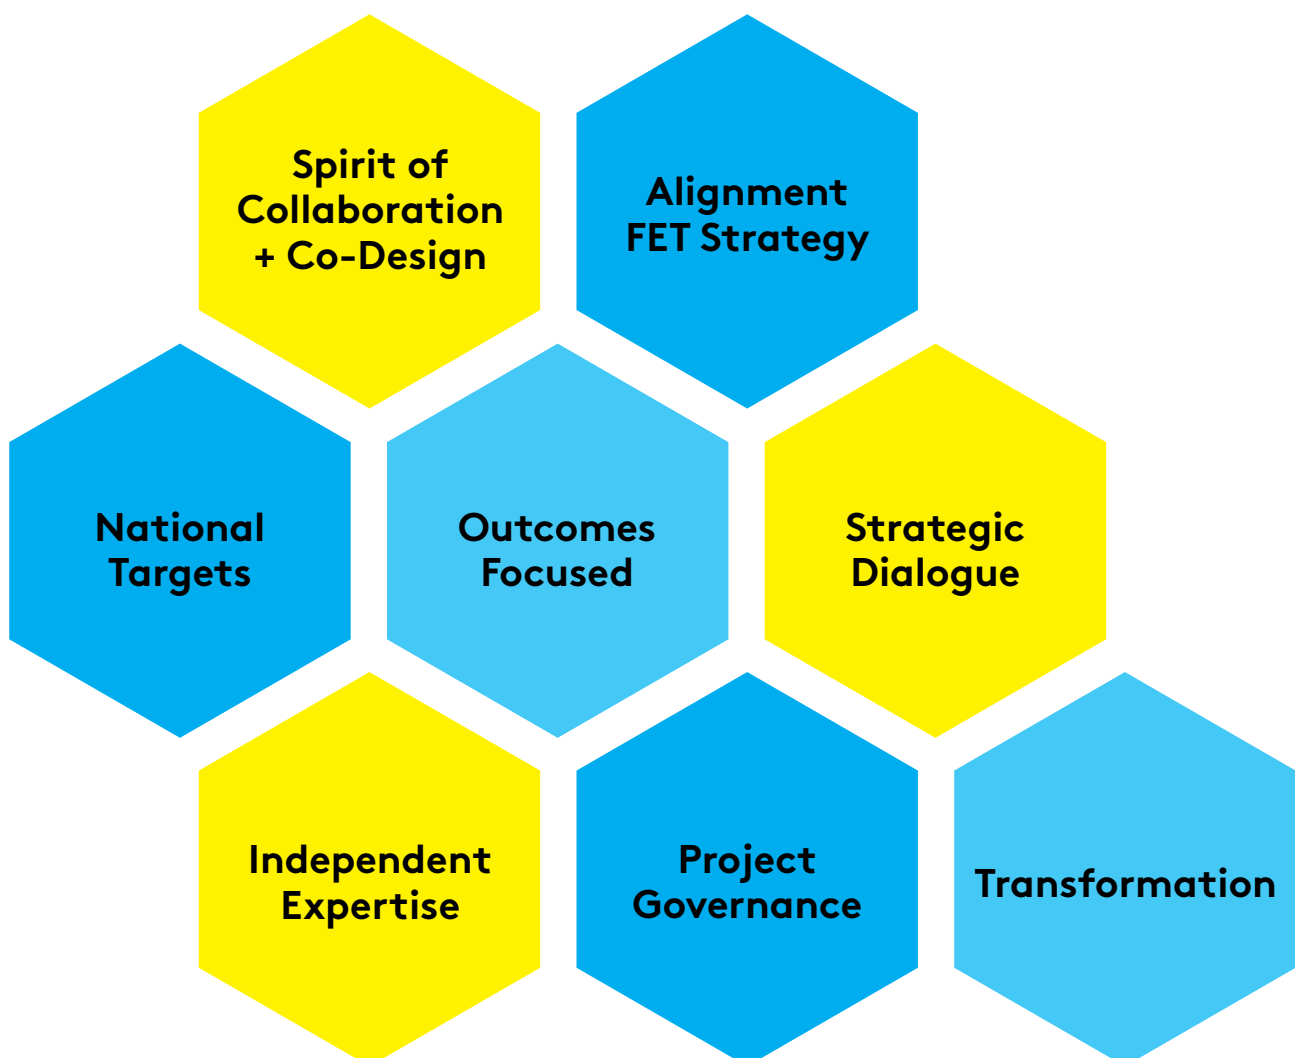 Spirit of
Collaboration
+ Co-Design
Alignment
FET Strategy
National
Targets
Outcomes
Focused
Strategic
Dialogue
Independent
Expertise
Project
Governance
Transformation